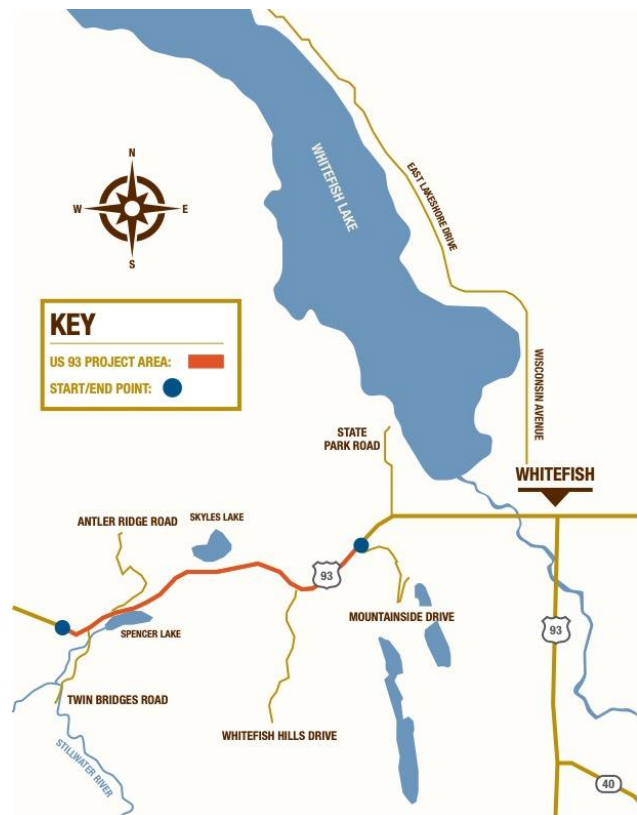 N
W
E
S
WHITEFISH LAKE
EAST LAKESHORE DRIVE
WISCONSIN AVENUE
KEY
US 93 PROJECT AREA:
START/END POINT:
STATE
PARK ROAD
WHITEFISH
ANTLER RIDGE ROAD
SKYLES LAKE
93
SPENCER LAKE
MOUNTAINSIDE DRIVE
93
TWIN BRIDGES ROAD
WHITEFISH HILLS DRIVE
STILLWATER RIVER
40